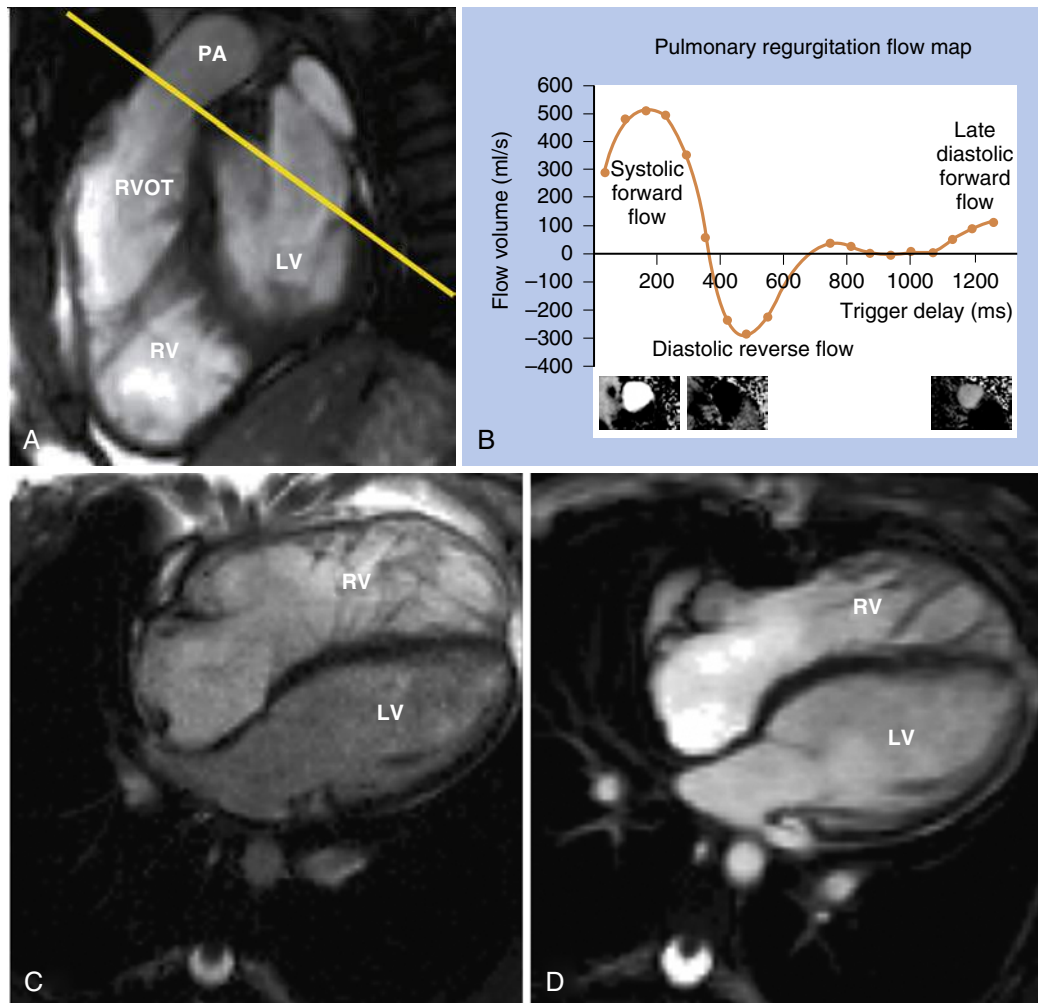 PA
RVOT
LV
RV
A
Pulmonary regurgitation flow map
Flow volume (ml/s)
600
500
400
300
200
100
0
–100
–200
–300
–400
200
400
600
800
1000
1200
Trigger delay (ms)
Systolic
forward
flow
Late
diastolic
forward
flow
Diastolic reverse flow
B
RV
LV
C
RV
LV
D